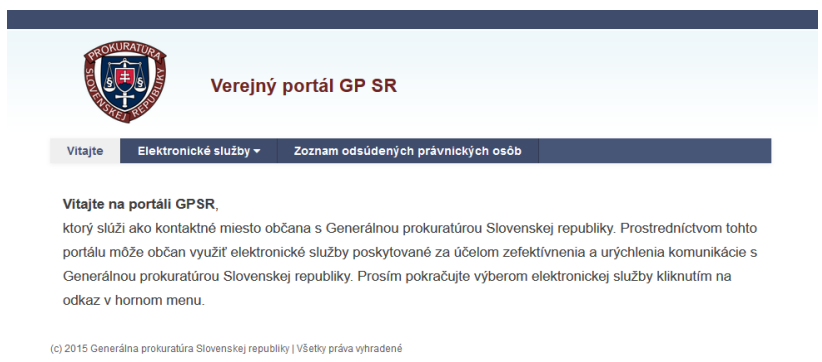 PROKURATÚRA
SLOVENSKEJ REPUBLIKY
Verejný portál GP SR
Vitajte
Elektronické služby
Zoznam odsúdených právnických osôb
Vitajte na portáli GPSR,
ktorý slúži ako kontaktné miesto občana s Generálnou prokuratúrou Slovenskej republiky. Prostredníctvom tohto
portálu môže občan využiť elektronické služby poskytované za účelom zefektívnenia a urýchlenia komunikácie s
Generálnou prokuratúrou Slovenskej republiky. Prosím pokračujte výberom elektronickej služby kliknutím na
odkaz v hornom menu.
(c) 2015 Generálna prokuratúra Slovenskej republiky | Všetky práva vyhradené